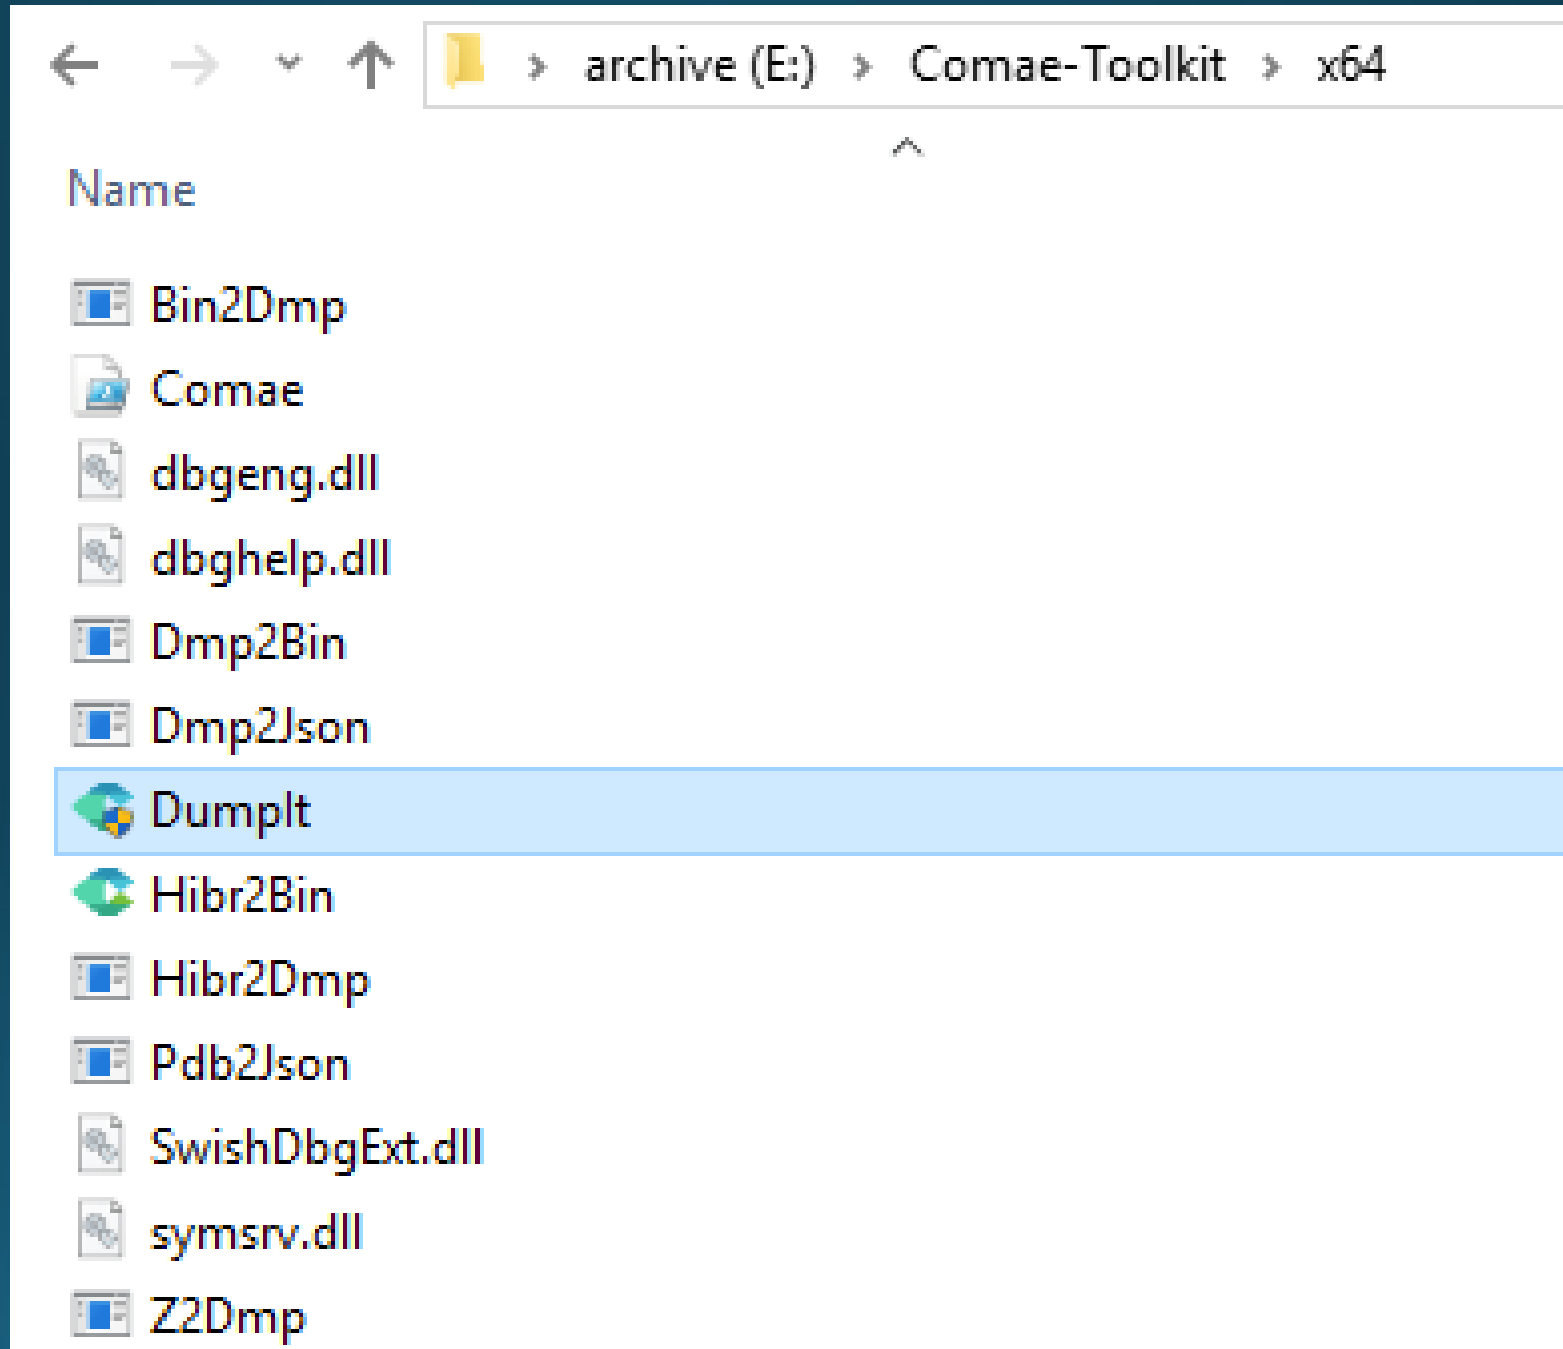 archive (E:) Comae-Toolkit x64
Name
Bin2Dmp
Comae
dbgeng.dll
dbghelp.dll
Dmp2Bin
Dmp2Json
DumpIt
Hibr2Bin
Hibr2Dmp
Pdb2Json
SwishDbgExt.dll
symsrv.dll
Z2Dmp